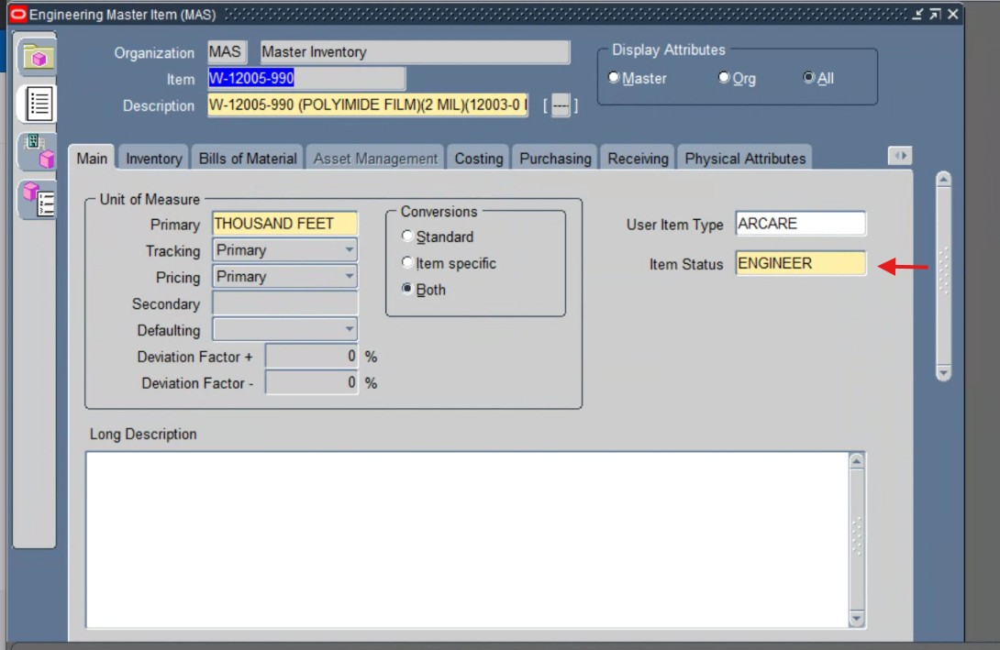 Engineering Master Item (MAS)
Organization MAS Master Inventory
Item W-12005-990
Description W-12005-990 (POLYIMIDE FILM)(2 MIL)(12003-0 [ ---- ]
Display Attributes
Master Org All
Main Inventory Bills of Material Asset Management Costing Purchasing Receiving Physical Attributes
Unit of Measure
Primary THOUSAND FEET
Tracking Primary
Pricing Primary
Secondary
Defaulting
Deviation Factor + 0 %
Deviation Factor - 0 %
Conversions
Standard
Item specific
Both
User Item Type ARCARE
Item Status ENGINEER
Long Description